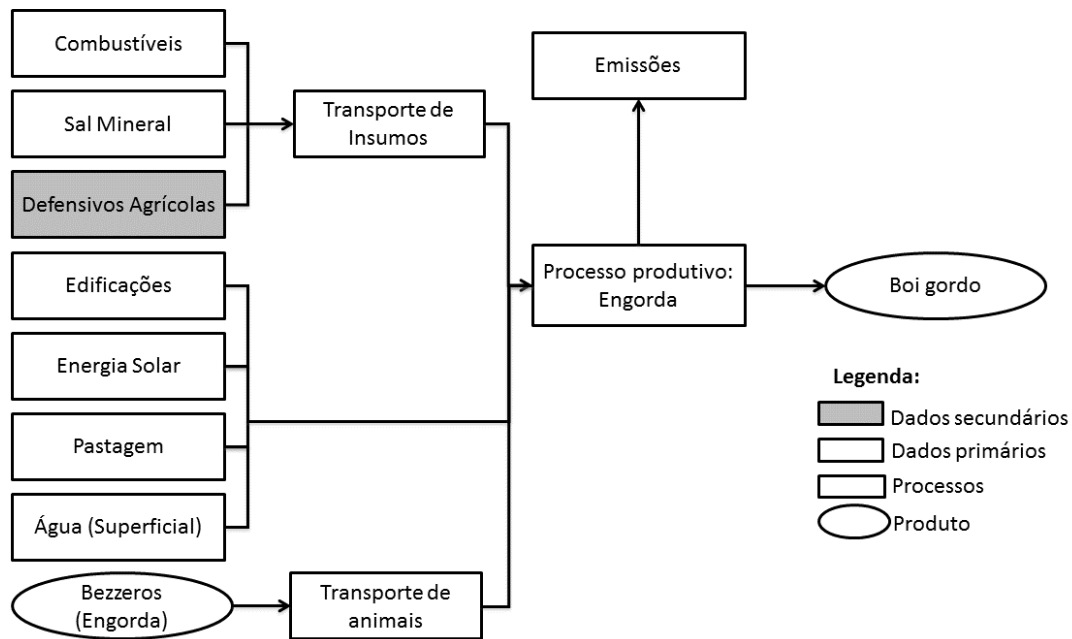 Combustíveis
Sal Mineral
Defensivos Agrícolas
Edificações
Energia Solar
Pastagem
Água (Superficial)
Bezzeros
(Engorda)
Transporte de
Insumos
Transporte de
animais
Emissões
Processo produtivo:
Engorda
Boi gordo
Legenda:
Dados secundários
Dados primários
Processos
Produto